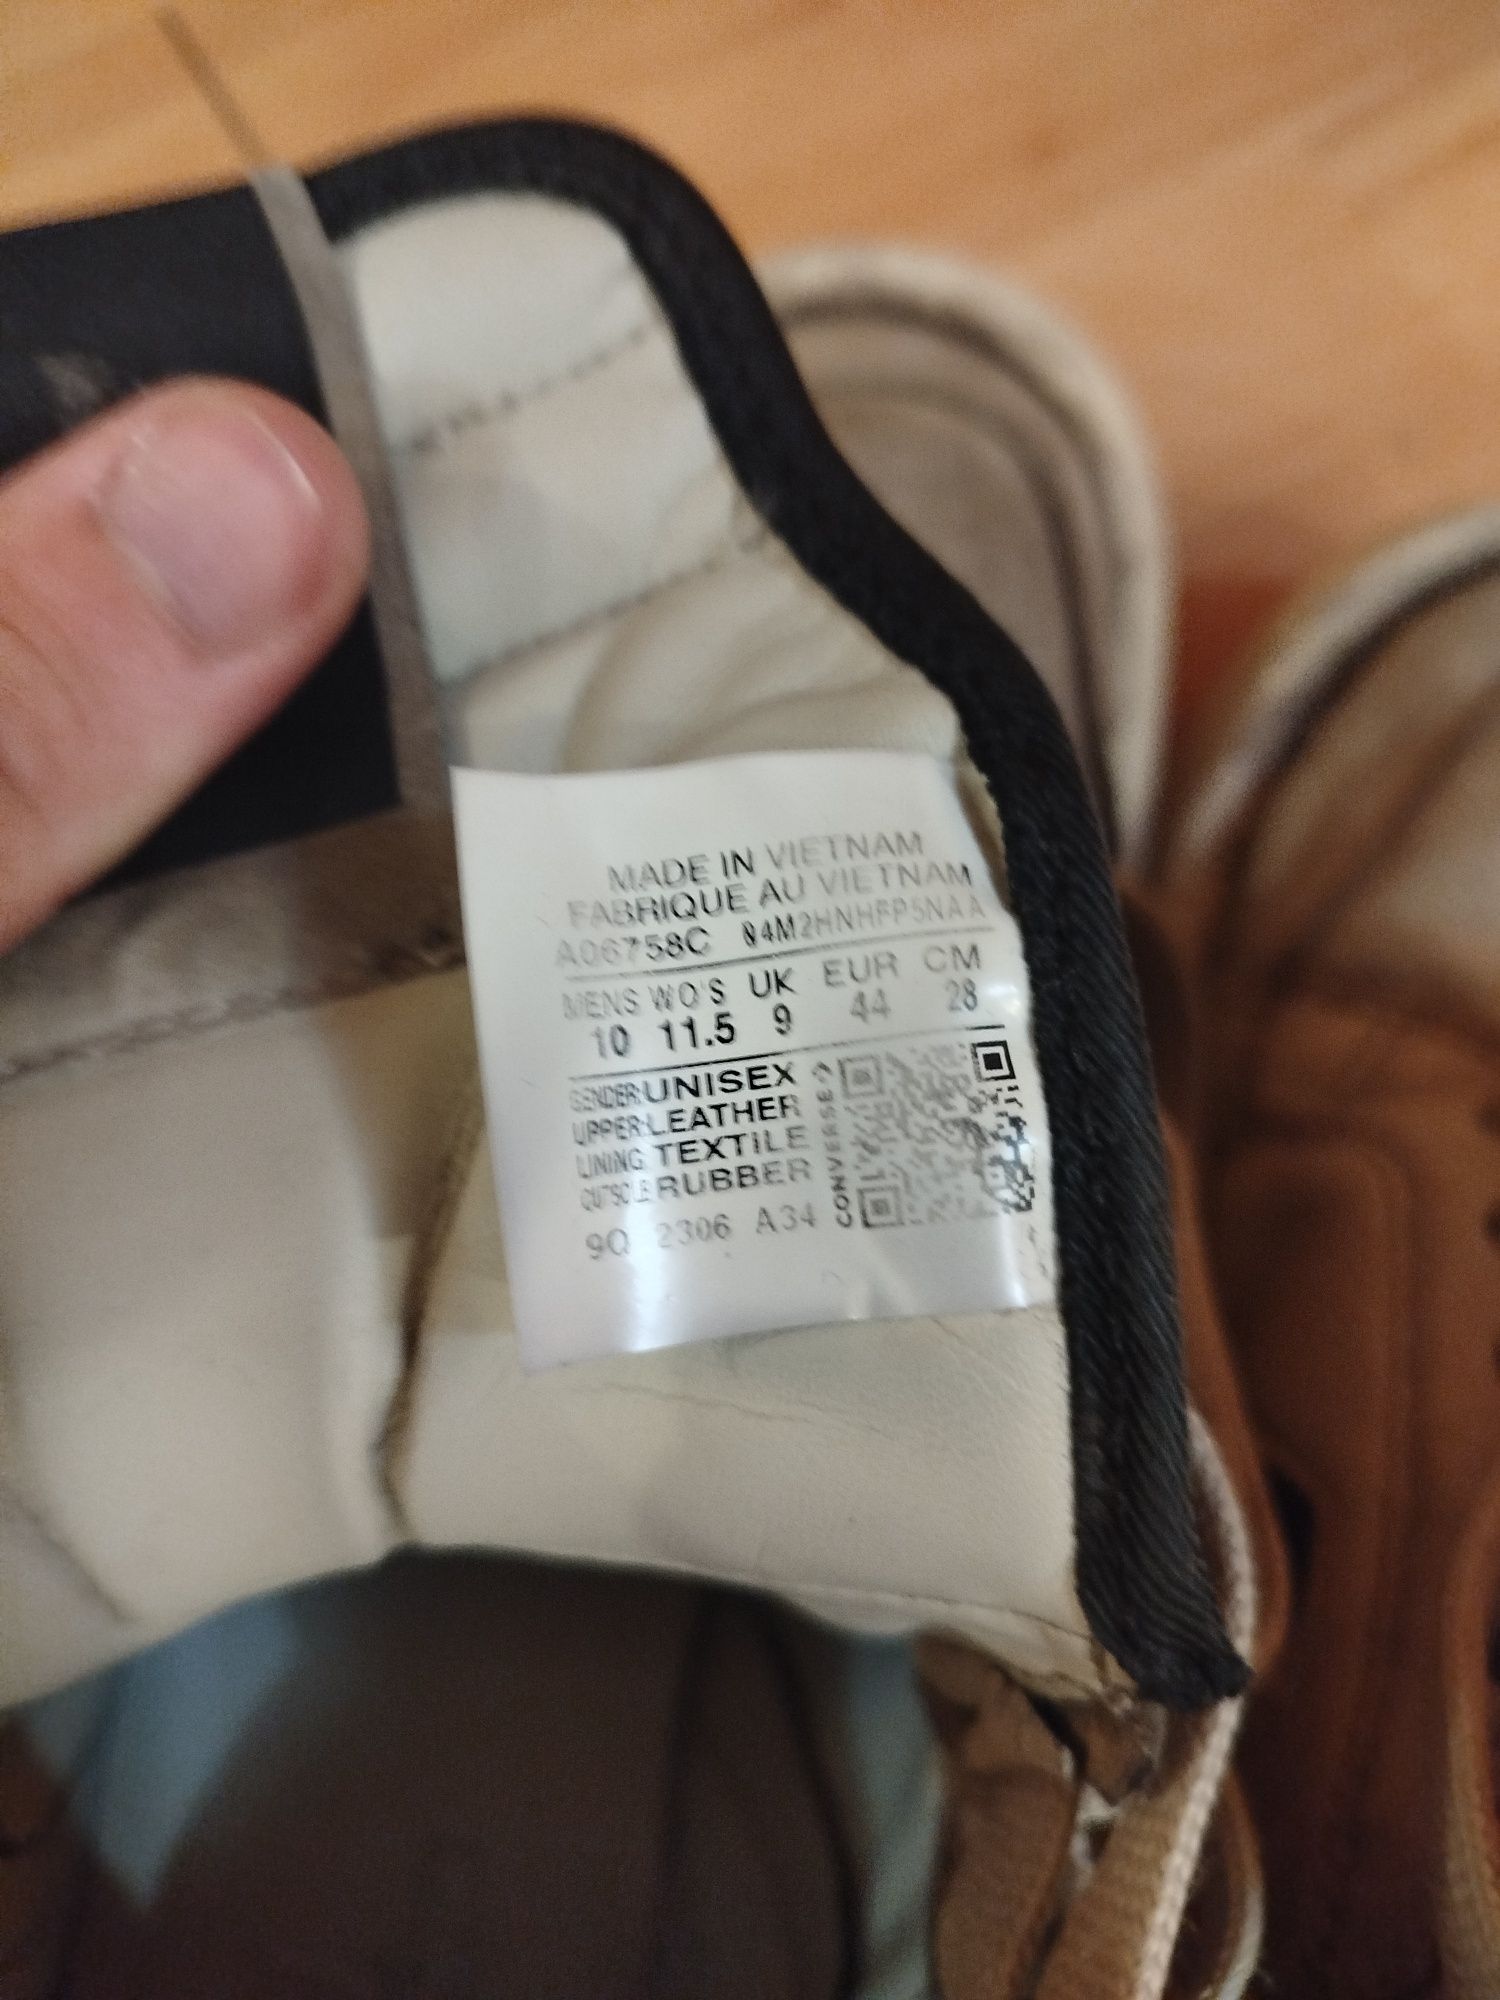 MADE IN VIETNAM
FABRIQUE AU VIETNAM
A06758C 04M2HNHFP5NAA
MENS WO'S UK EUR CM
10 11.5 9 44 28
GENDER: UNISEX
UPPER: LEATHER
LINING: TEXTILE
OUTSOLE: RUBBER
9Q 2306 A34
CONVERSE